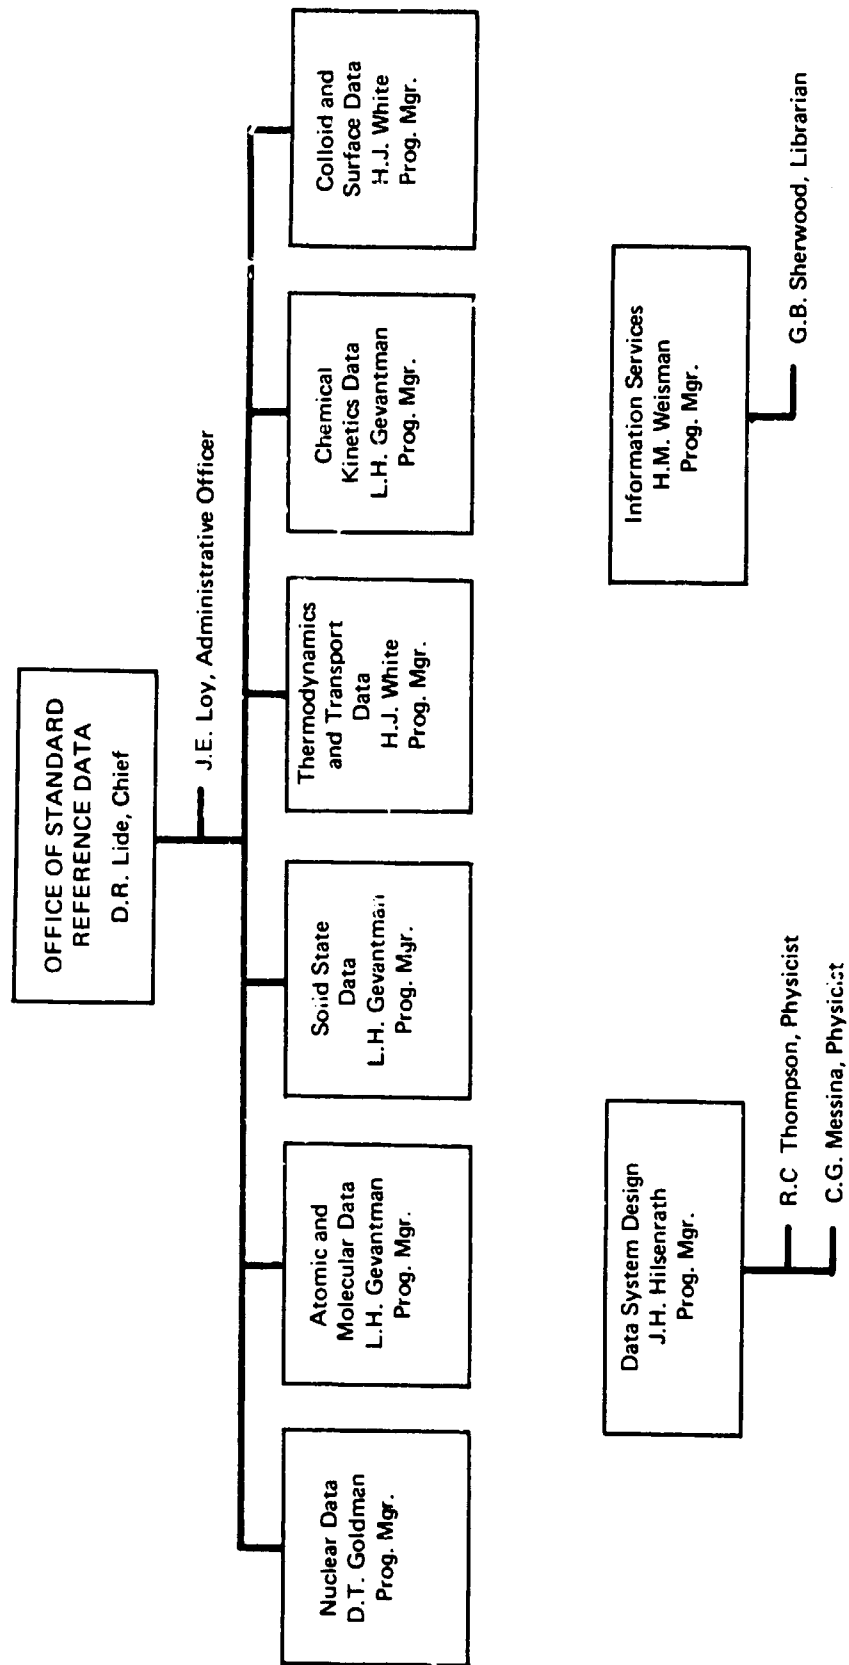 OFFICE OF STANDARD
REFERENCE DATA
D.R. Lide, Chief
J.E. Loy, Administrative Officer
Nuclear Data
D.T. Goldman
Prog. Mgr.
Atomic and
Molecular Data
L.H. Gevantman
Prog. Mgr.
Solid State
Data
L.H. Gevantman
Prog. Mgr.
Thermodynamics
and Transport
Data
H.J. White
Prog. Mgr.
Chemical
Kinetics Data
L.H. Gevantman
Prog. Mgr.
Colloid and
Surface Data
H.J. White
Prog. Mgr.
Data System Design
J.H. Hilsenrath
Prog. Mgr.
R.C Thompson, Physicist
C.G. Messina, Physicist
Information Services
H.M. Weisman
Prog. Mgr.
G.B. Sherwood, Librarian